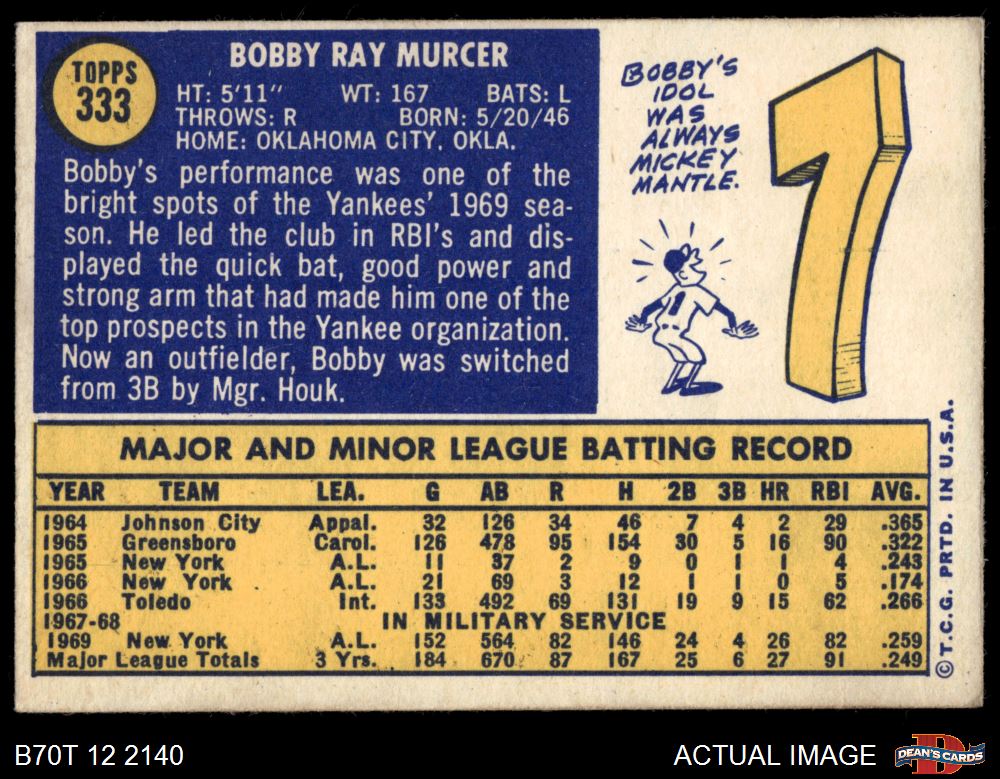 TOPPS
333
BOBBY RAY MURCER
HT: 5'11" WT: 167 BATS: L
THROWS: R BORN: 5/20/46
HOME: OKLAHOMA CITY, OKLA.
Bobby's performance was one of the
bright spots of the Yankees' 1969 sea-
son. He led the club in RBI's and dis-
played the quick bat, good power and
strong arm that had made him one of the
top prospects in the Yankee organization.
Now an outfielder, Bobby was switched
from 3B by Mgr. Houk.
BOBBY'S
IDOL
WAS
ALWAYS
MICKEY
MANTLE.
7
MAJOR AND MINOR LEAGUE BATTING RECORD
YEAR TEAM LEA. G AB R H 2B 3B HR RBI AVG.
1964 Johnson City Appal. 32 126 34 46 7 4 2 29 .365
1965 Greensboro Carol. 126 478 95 154 30 5 16 90 .322
1965 New York A.L. 11 37 2 9 0 1 1 4 .243
1966 New York A.L. 21 69 3 12 1 1 0 5 .174
1966 Toledo Int. 133 492 69 131 19 9 15 62 .266
1967-68 IN MILITARY SERVICE
1969 New York A.L. 152 564 82 146 24 4 26 82 .259
Major League Totals 3 Yrs. 184 670 87 167 25 6 27 91 .249
© T.C.G. PRTD. IN U.S.A.
B70T 12 2140
ACTUAL IMAGE
DEAN'S CARDS